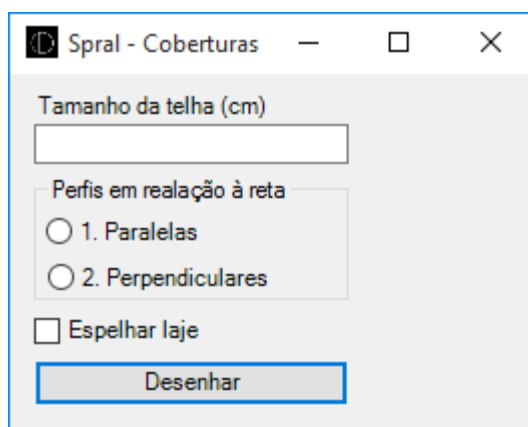 Spral - Coberturas
Tamanho da telha (cm)
Perfis em realação à reta
1. Paralelas
2. Perpendiculares
Espelhar laje
Desenhar